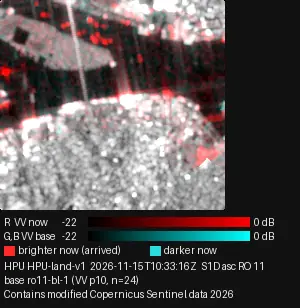 R VV now -22 0 dB
G,B VV base -22 0 dB
brighter now (arrived) darker now
HPU HPU-land-v1 2026-11-15T10:33:16Z S1D asc RO 11
base ro11-bl-1 (VV p10, n=24)
Contains modified Copernicus Sentinel data 2026